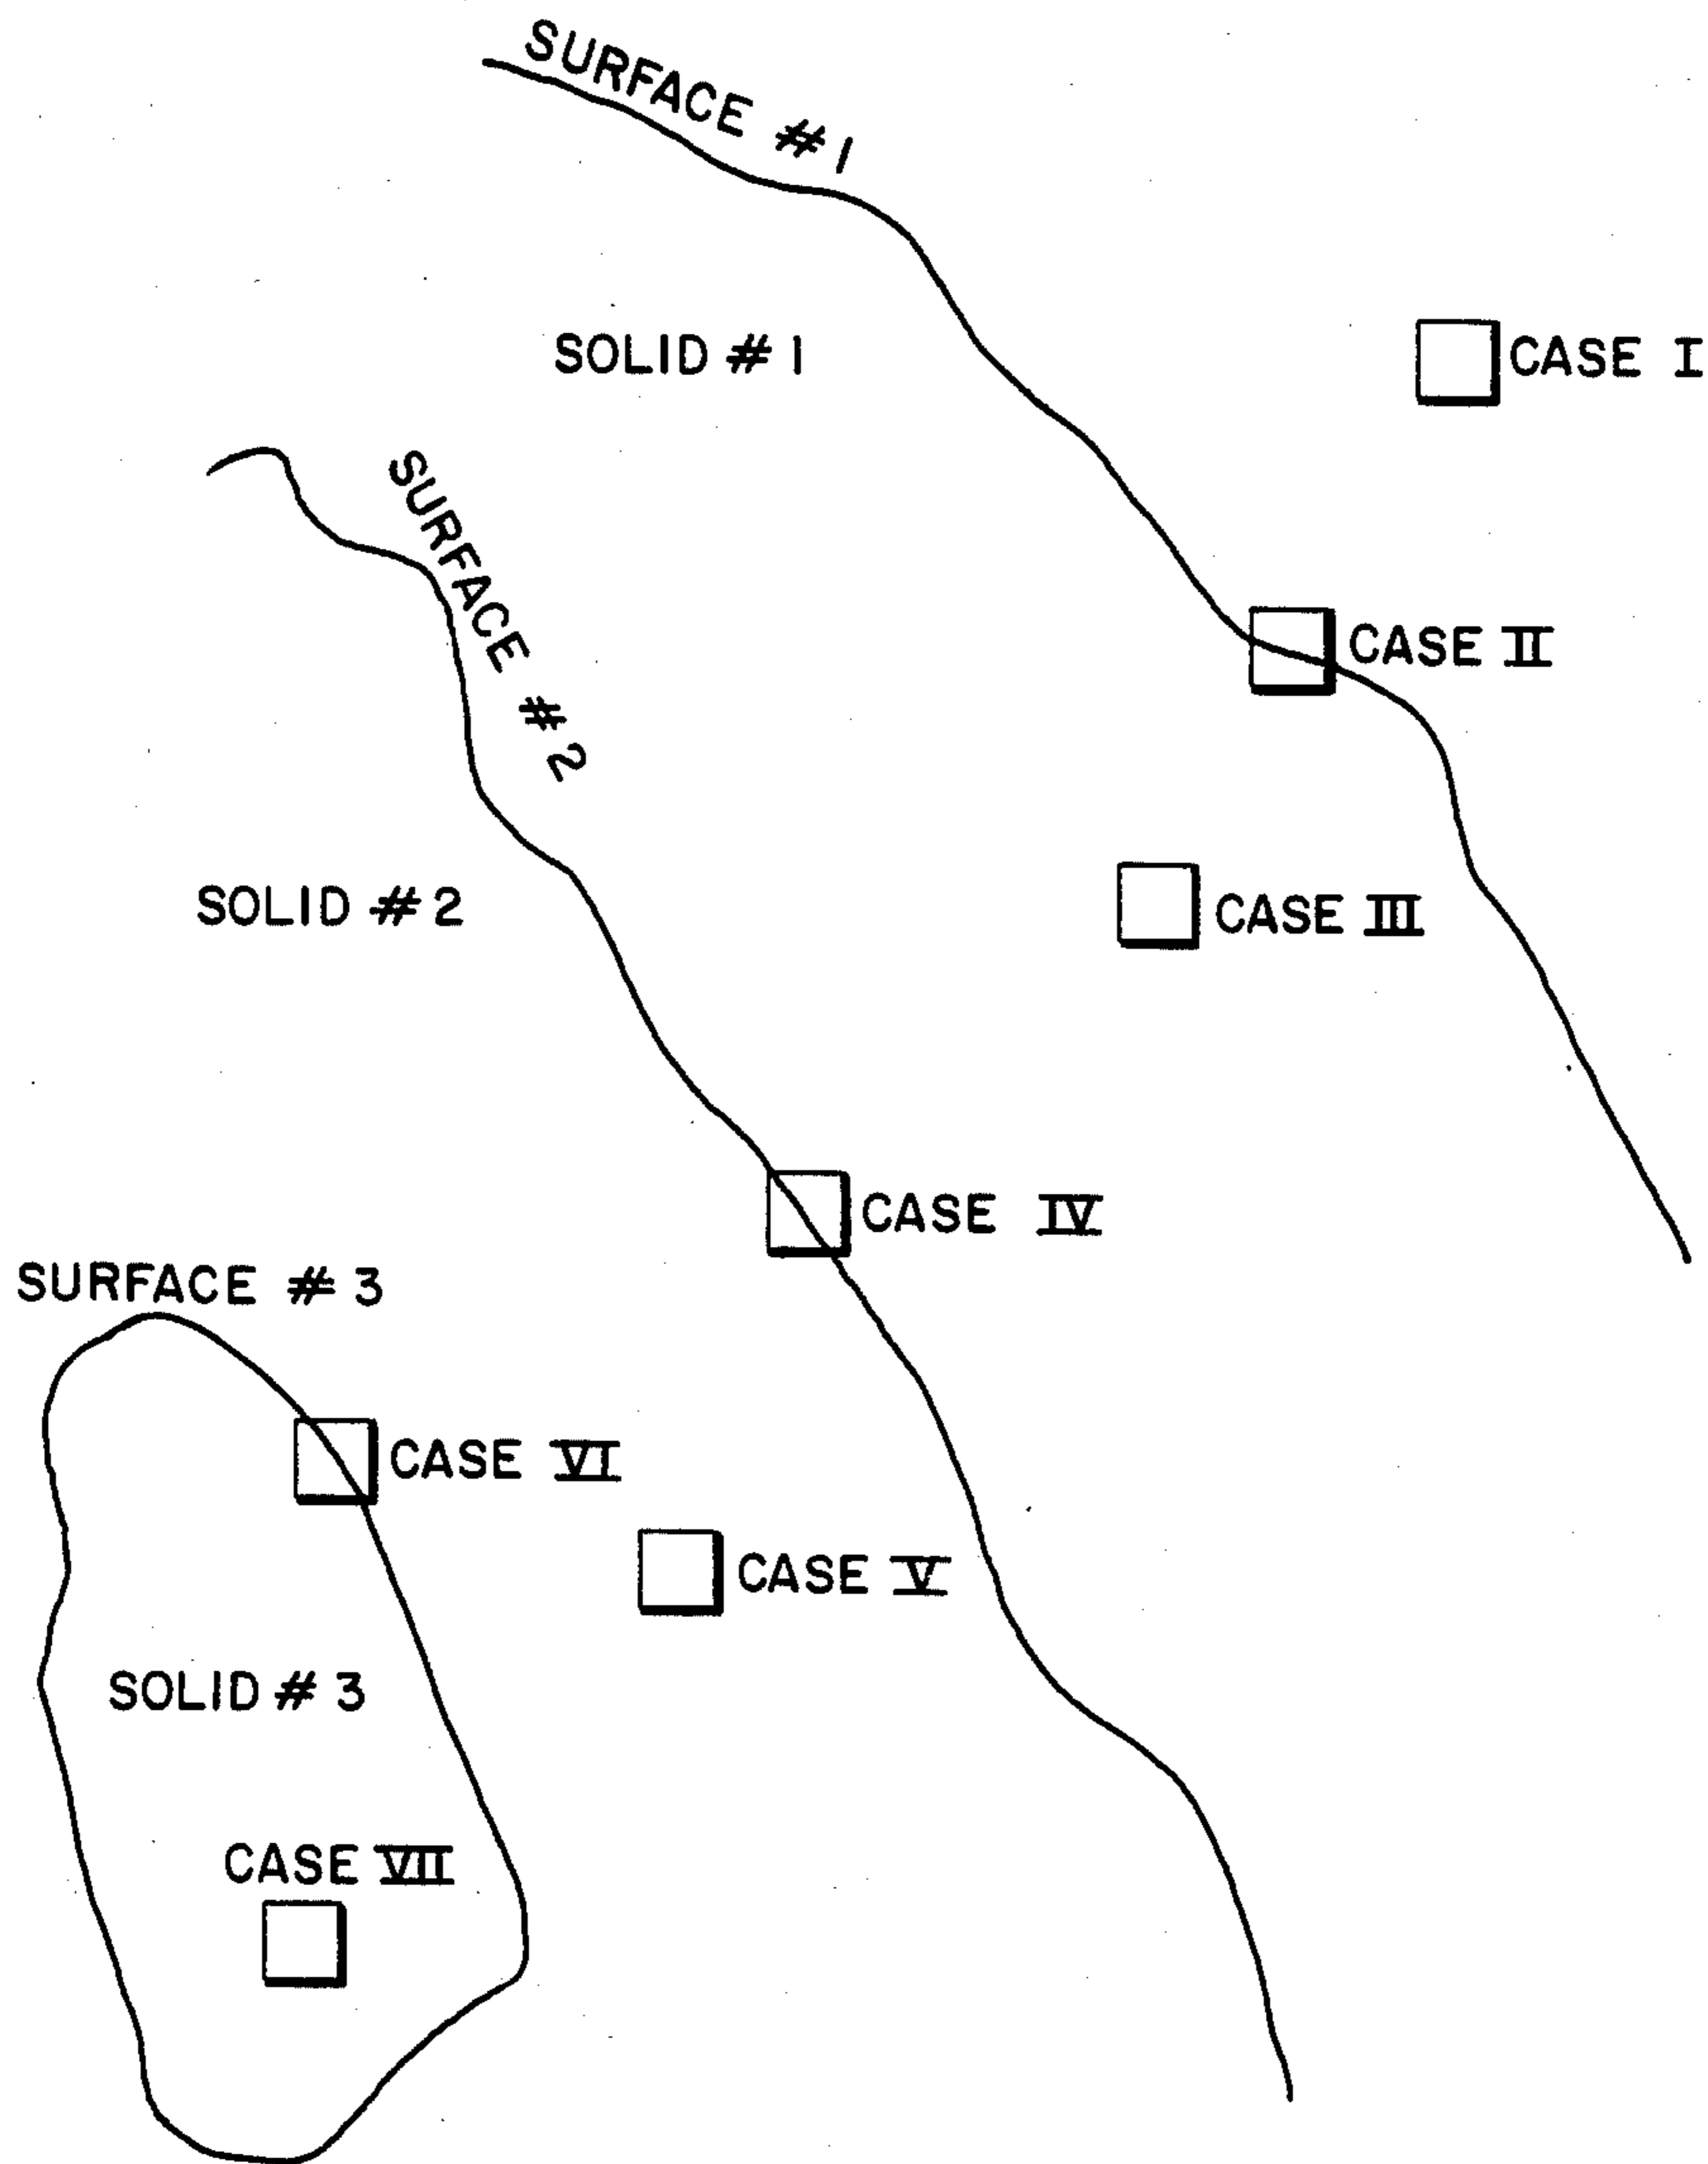 SURFACE #1
SOLID #1
CASE I
SURFACE #2
CASE II
SOLID #2
CASE III
CASE IV
SURFACE #3
CASE VI
CASE V
SOLID #3
CASE VII